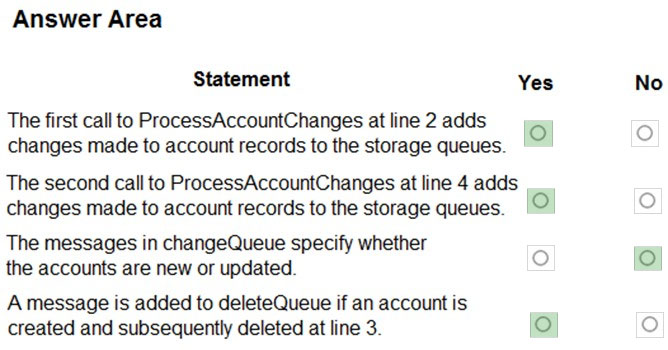 Answer Area
Statement Yes No
The first call to ProcessAccountChanges at line 2 adds
changes made to account records to the storage queues.
The second call to ProcessAccountChanges at line 4 adds
changes made to account records to the storage queues.
The messages in changeQueue specify whether
the accounts are new or updated.
A message is added to deleteQueue if an account is
created and subsequently deleted at line 3.